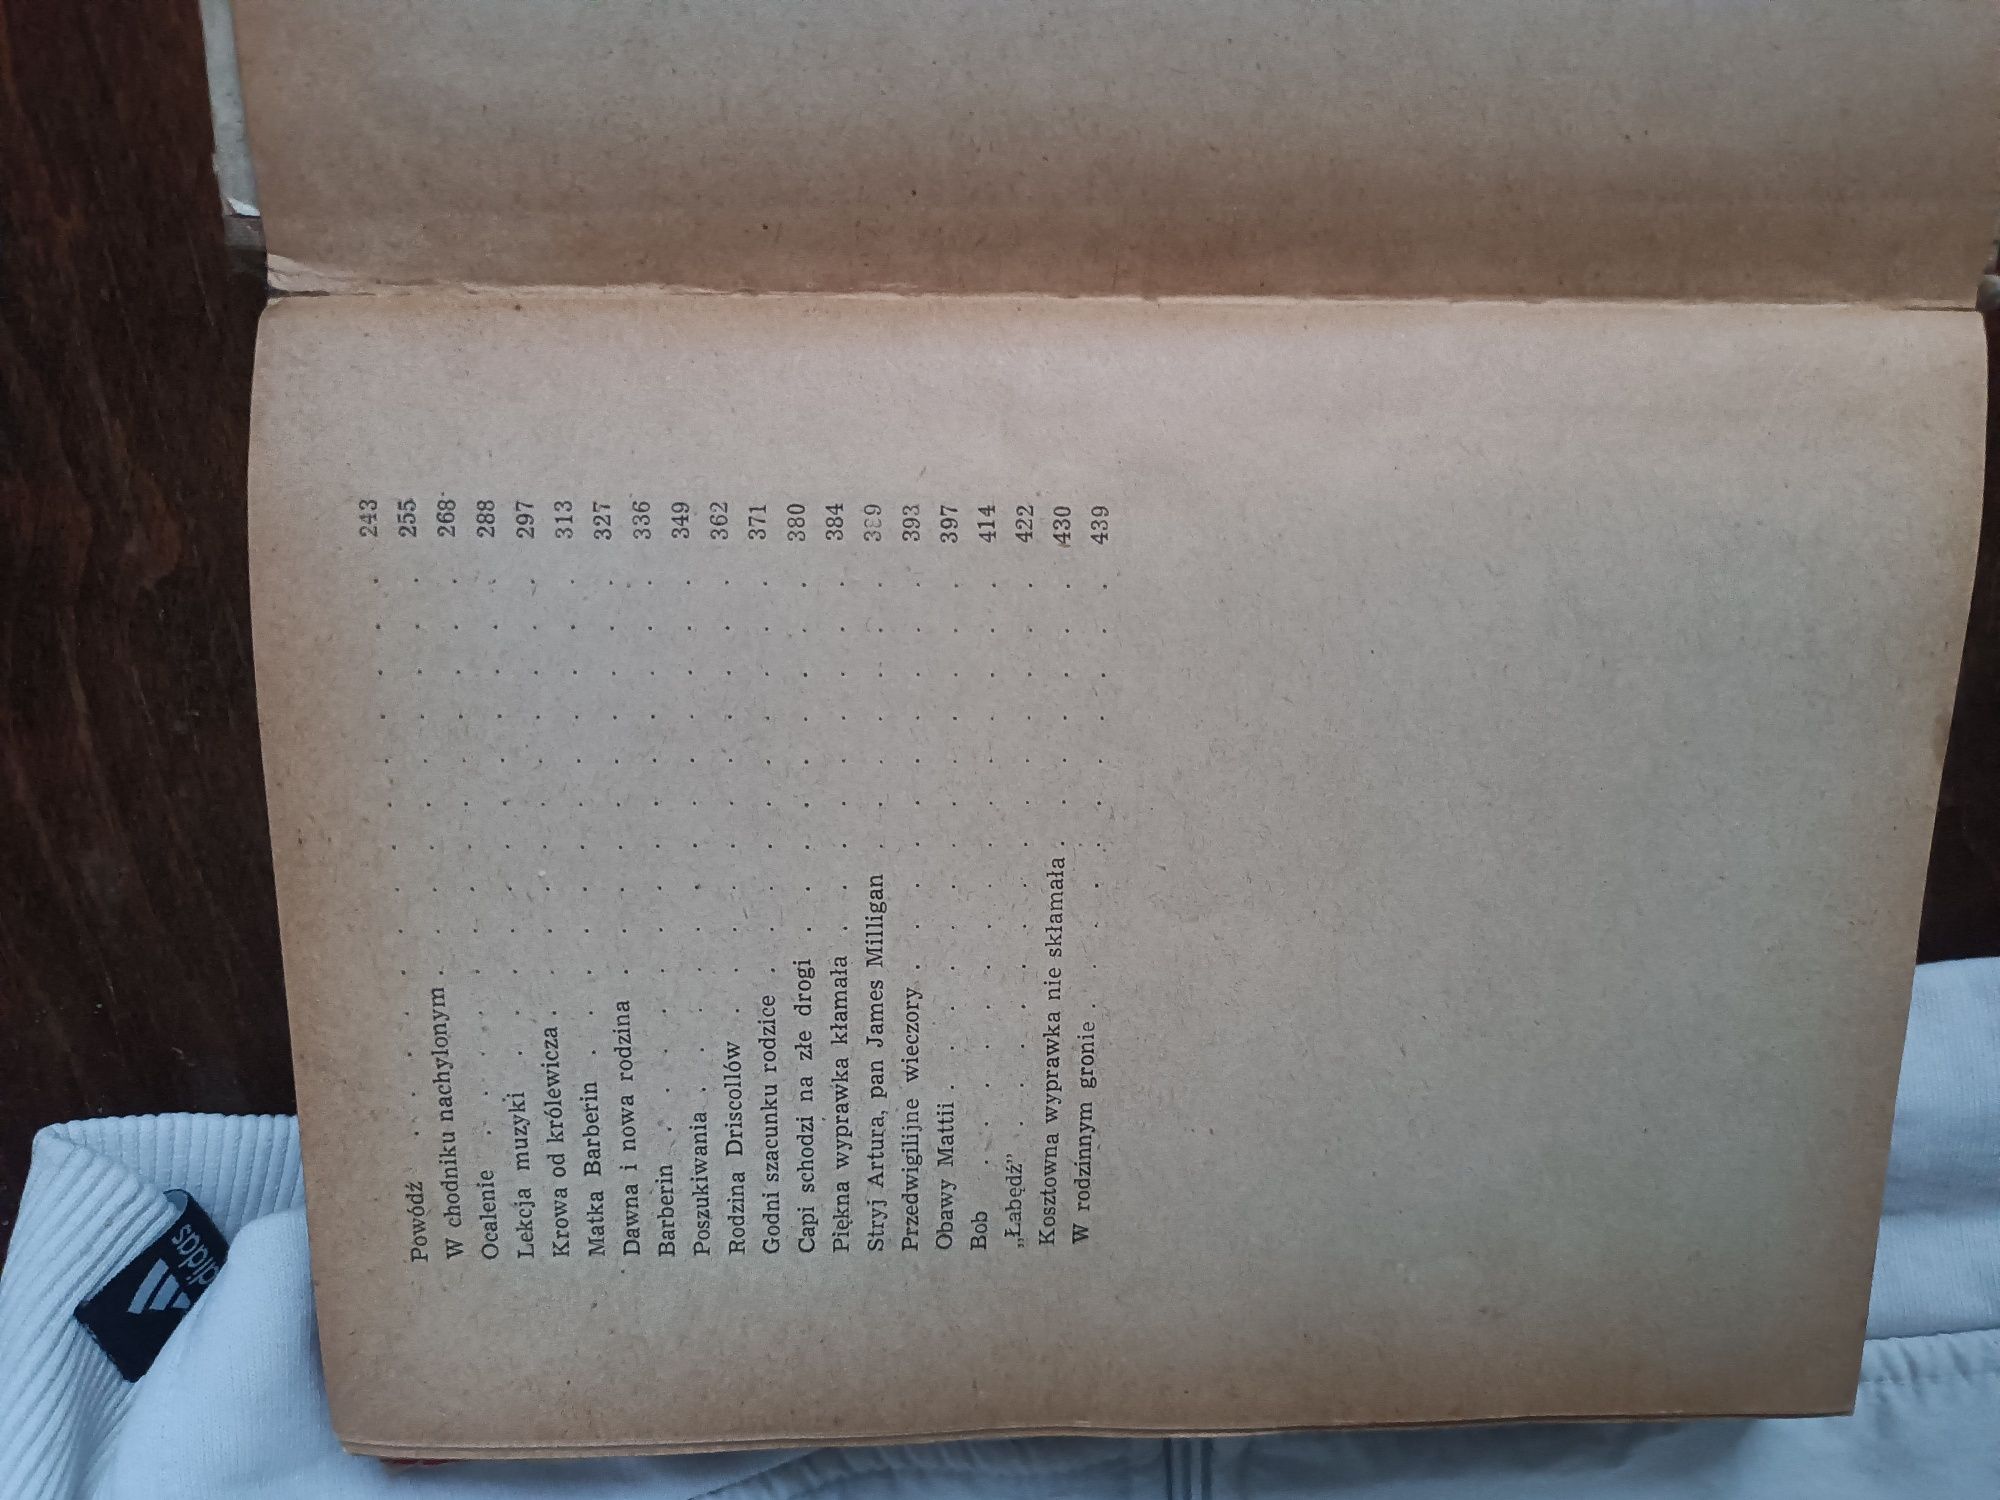 Powódź . . . . . . . . . . . . . . 243
W chodniku nachylonym . . . . . . . . . . 255
Ocalenie . . . . . . . . . . . . . 268
Lekcja muzyki . . . . . . . . . . . . 288
Krowa od królewicza . . . . . . . . . . . 297
Matka Barberin . . . . . . . . . . . . 313
Dawna i nowa rodzina . . . . . . . . . . 327
Barberin . . . . . . . . . . . . . 336
Poszukiwania . . . . . . . . . . . . 349
Rodzina Driscollów . . . . . . . . . . . 362
Godni szacunku rodzice . . . . . . . . . . 371
Capi schodzi na złe drogi . . . . . . . . . 380
Piękna wyprawka kłamała . . . . . . . . . 384
Stryj Artura, pan James Milligan . . . . . . . 389
Przedwigilijne wieczory . . . . . . . . . . 393
Obawy Mattii . . . . . . . . . . . . 397
Bob . . . . . . . . . . . . . . 414
„Łabędź” . . . . . . . . . . . . . 422
Kosztowna wyprawka nie skłamała . . . . . . . 430
W rodzinnym gronie . . . . . . . . . . . 439
adidas